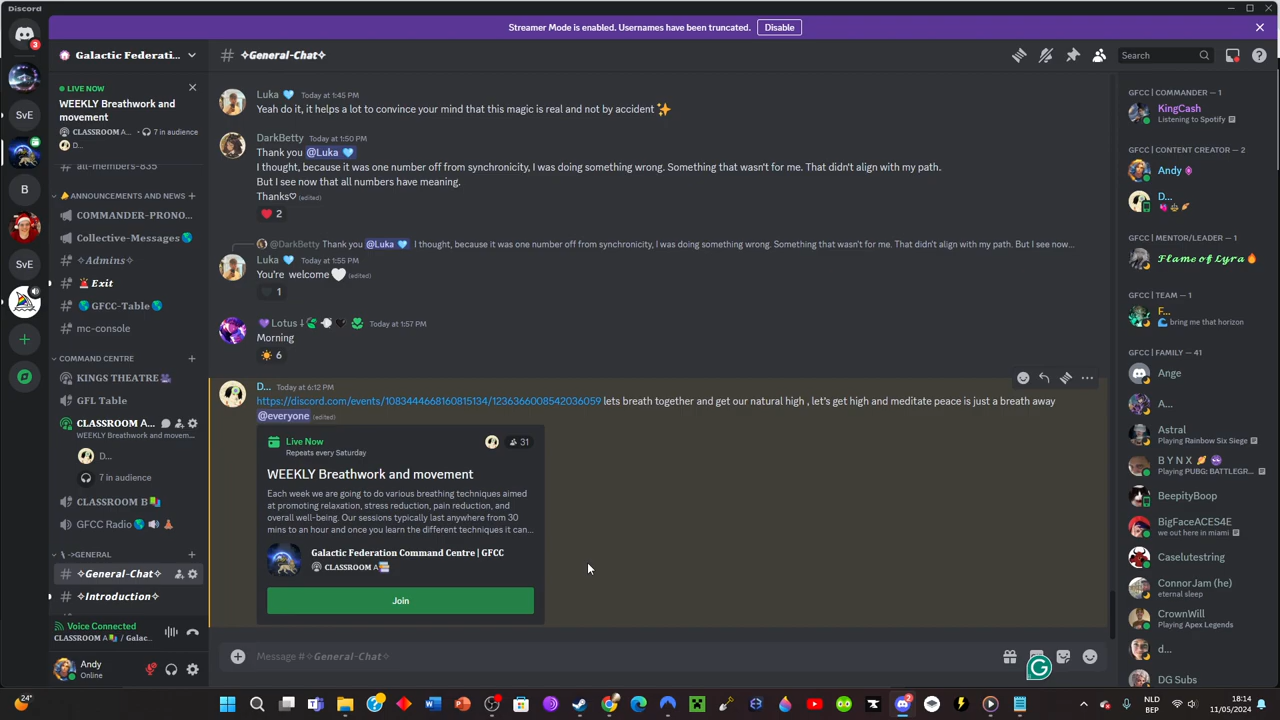 Discord
Streamer Mode is enabled. Usernames have been truncated. Disable
3
Galactic Federati...
✧General-Chat✧
Search
LIVE NOW
WEEKLY Breathwork and
movement
CLASSROOM A... 7 in audience
D...
all-members-835
ANNOUNCEMENTS AND NEWS
COMMANDER-PRONO...
Collective-Messages
✧Admins✧
Exit
GFCC-Table
mc-console
COMMAND CENTRE
KINGS THEATRE
GFL Table
CLASSROOM A
WEEKLY Breathwork and movem...
D...
7 in audience
CLASSROOM B
GFCC Radio
\ ->GENERAL
✧General-Chat✧
✧Introduction✧
Voice Connected
CLASSROOM A / Galac...
Andy
Online
SvE
B
SvE
Luka 💙 Today at 1:45 PM
Yeah do it, it helps a lot to convince your mind that this magic is real and not by accident ✨
DarkBetty Today at 1:50 PM
Thank you @Luka 💙
I thought, because it was one number off from synchronicity, I was doing something wrong. Something that wasn't for me. That didn't align with my path.
But I see now that all numbers have meaning.
Thanks♡ (edited)
2
@DarkBetty Thank you @Luka 💙 I thought, because it was one number off from synchronicity, I was doing something wrong. Something that wasn't for me. That didn't align with my path. But I see now...
Luka 💙 Today at 1:55 PM
You're welcome 🤍 (edited)
1
Lotus Today at 1:57 PM
Morning
6
D... Today at 6:12 PM
https://discord.com/events/1083444668160815134/1236366008542036059 lets breath together and get our natural high , let's get high and meditate peace is just a breath away
@everyone (edited)
Live Now 31
Repeats every Saturday
WEEKLY Breathwork and movement
Each week we are going to do various breathing techniques aimed
at promoting relaxation, stress reduction, pain reduction, and
overall well-being. Our sessions typically last anywhere from 30
mins to an hour and once you learn the different techniques it can...
Galactic Federation Command Centre | GFCC
CLASSROOM A
Join
Message #✧General-Chat✧
GFCC | COMMANDER — 1
KingCash
Listening to Spotify
GFCC | CONTENT CREATOR — 2
Andy
D...
GFCC | MENTOR/LEADER — 1
Flame of Lyra
GFCC | TEAM — 1
F...
bring me that horizon
GFCC | FAMILY — 41
Ange
A...
Astral
Playing Rainbow Six Siege
B Y N X
Playing PUBG: BATTLEGR...
BeepityBoop
BigFaceACES4E
we out here in miami
Caselutestring
ConnorJam (he)
eternal sleep
CrownWill
Playing Apex Legends
d...
DG Subs
24°
NLD
BEP
18:14
11/05/2024